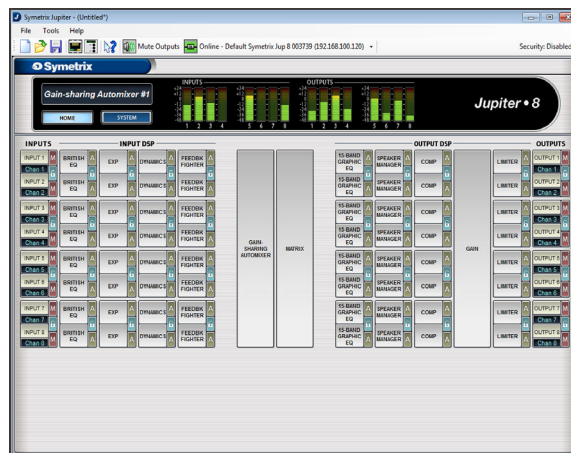 Symetrix Jupiter - (Untitled*)
File Tools Help
Mute Outputs Online - Default Symetrix Jup 8 003739 (192.168.100.120) Security: Disabled
Symetrix
INPUTS OUTPUTS
Gain-sharing Automixer #1
HOME SYSTEM
1 2 3 4 5 6 7 8 1 2 3 4 5 6 7 8
Jupiter • 8
INPUTS INPUT DSP OUTPUT DSP OUTPUTS
INPUT 1 M BRITISH EQ A EXP A DYNAMICS A FEEDBK FIGHTER A 15-BAND GRAPHIC EQ A SPEAKER MANAGER A COMP A LIMITER A OUTPUT 1 M
Chan 1 Chan 1
INPUT 2 M BRITISH EQ A EXP A DYNAMICS A FEEDBK FIGHTER A 15-BAND GRAPHIC EQ A SPEAKER MANAGER A COMP A LIMITER A OUTPUT 2 M
Chan 2 Chan 2
INPUT 3 M BRITISH EQ A EXP A DYNAMICS A FEEDBK FIGHTER A 15-BAND GRAPHIC EQ A SPEAKER MANAGER A COMP A LIMITER A OUTPUT 3 M
Chan 3 Chan 3
INPUT 4 M BRITISH EQ A EXP A DYNAMICS A FEEDBK FIGHTER A 15-BAND GRAPHIC EQ A SPEAKER MANAGER A COMP A LIMITER A OUTPUT 4 M
Chan 4 Chan 4
GAIN-SHARING AUTOMIXER MATRIX GAIN
INPUT 5 M BRITISH EQ A EXP A DYNAMICS A FEEDBK FIGHTER A 15-BAND GRAPHIC EQ A SPEAKER MANAGER A COMP A LIMITER A OUTPUT 5 M
Chan 5 Chan 5
INPUT 6 M BRITISH EQ A EXP A DYNAMICS A FEEDBK FIGHTER A 15-BAND GRAPHIC EQ A SPEAKER MANAGER A COMP A LIMITER A OUTPUT 6 M
Chan 6 Chan 6
INPUT 7 M BRITISH EQ A EXP A DYNAMICS A FEEDBK FIGHTER A 15-BAND GRAPHIC EQ A SPEAKER MANAGER A COMP A LIMITER A OUTPUT 7 M
Chan 7 Chan 7
INPUT 8 M BRITISH EQ A EXP A DYNAMICS A FEEDBK FIGHTER A 15-BAND GRAPHIC EQ A SPEAKER MANAGER A COMP A LIMITER A OUTPUT 8 M
Chan 8 Chan 8